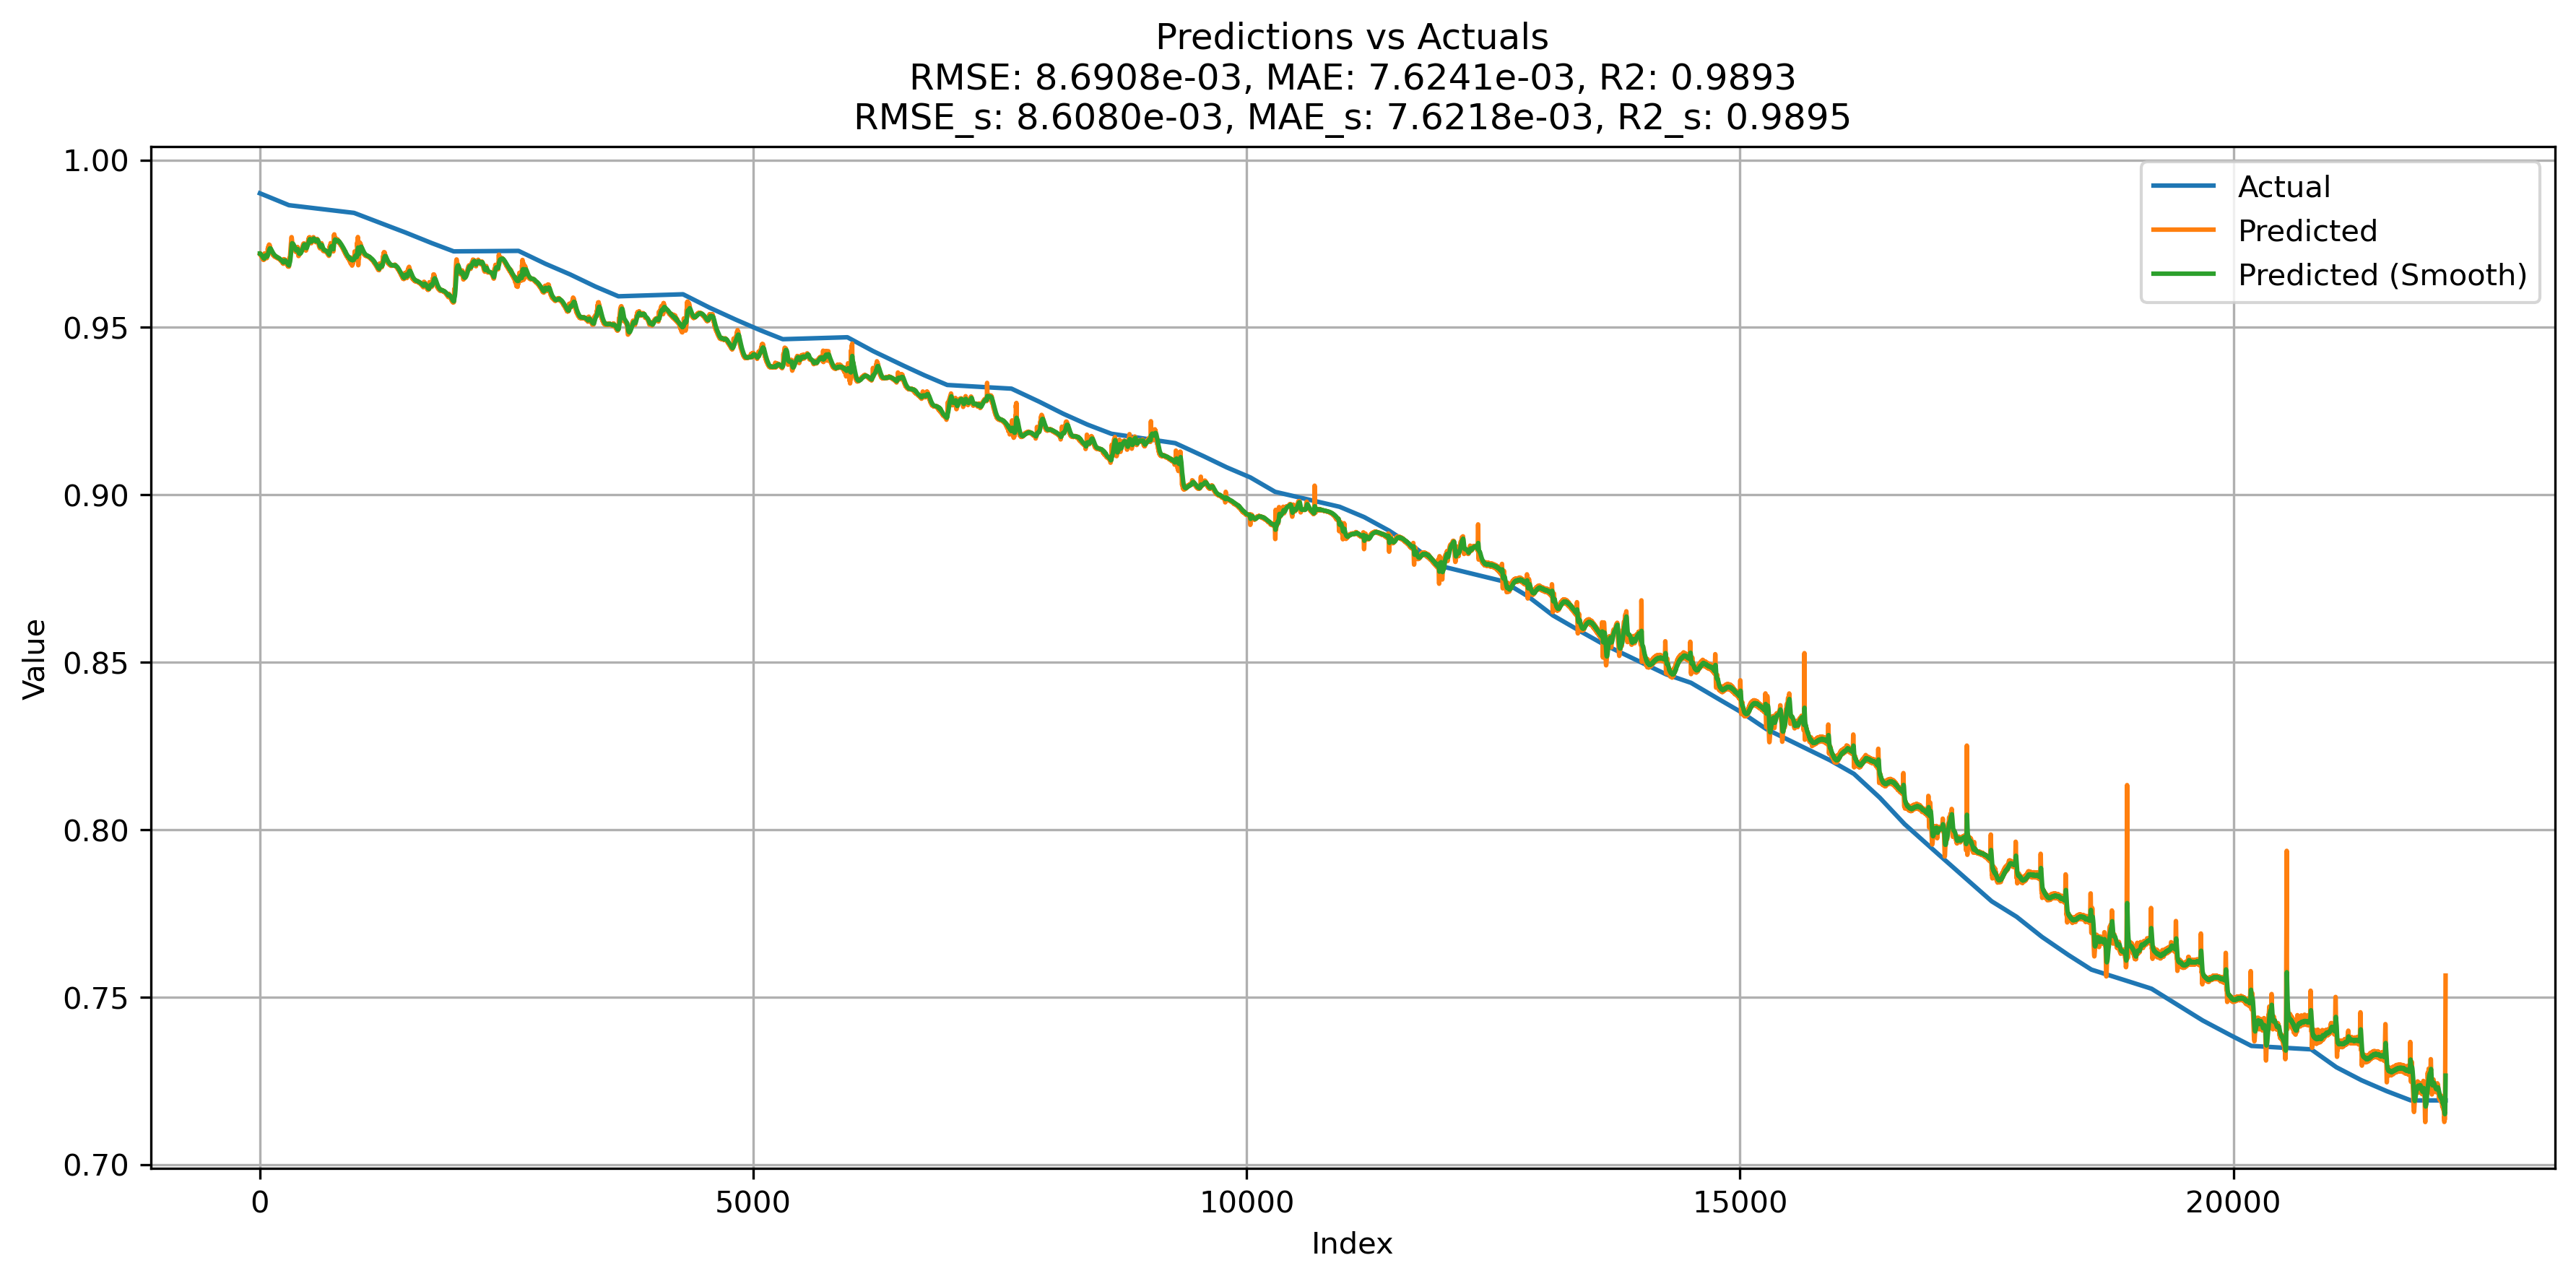 Predictions vs Actuals
RMSE: 8.6908e-03, MAE: 7.6241e-03, R2: 0.9893
RMSE_s: 8.6080e-03, MAE_s: 7.6218e-03, R2_s: 0.9895
Actual
Predicted
Predicted (Smooth)
Value
1.00
0.95
0.90
0.85
0.80
0.75
0.70
0
5000
10000
15000
20000
Index